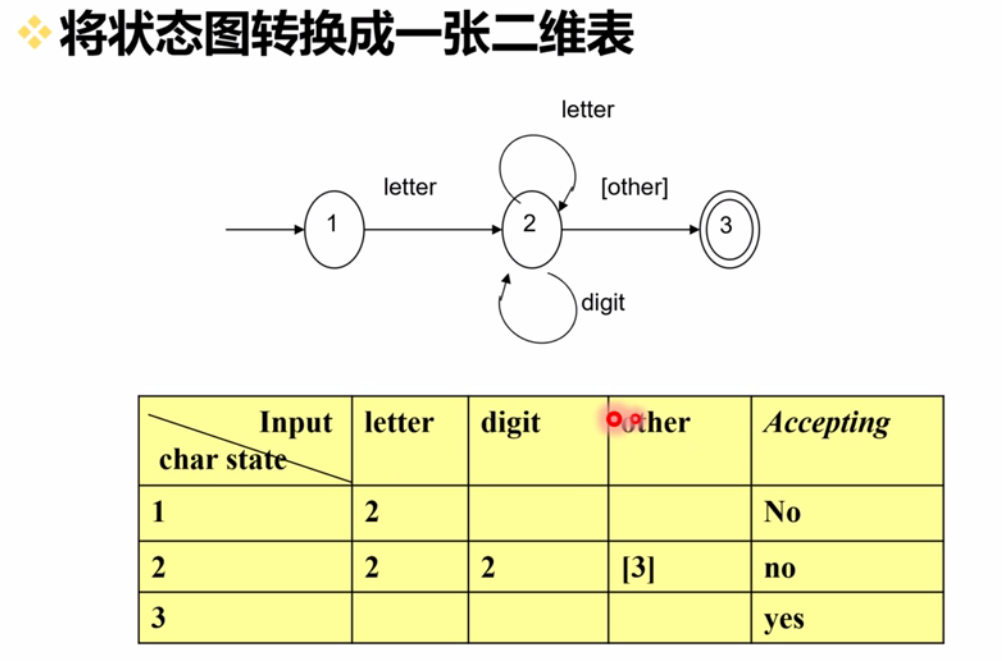 将状态图转换成一张二维表
letter
letter
[other]
1
2
3
digit
Input letter digit other Accepting
char state
1 2 No
2 2 2 [3] no
3 yes